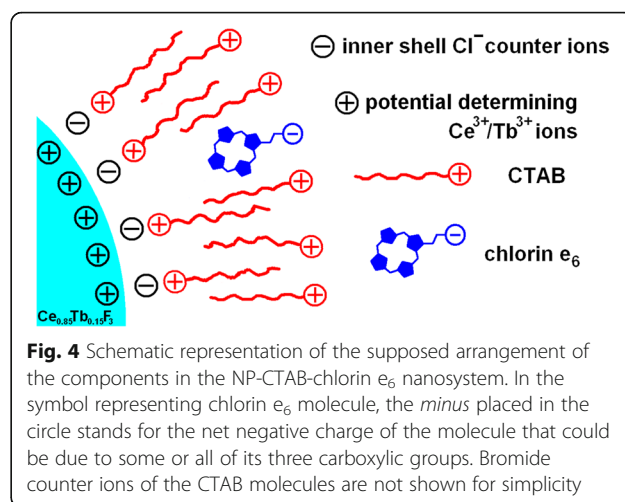 ⊖ inner shell Cl⁻ counter ions
⊕ potential determining
Ce³⁺/Tb³⁺ ions
CTAB
chlorin e₆
Ce₀.₈₅Tb₀.₁₅F₃
Fig. 4 Schematic representation of the supposed arrangement of
the components in the NP-CTAB-chlorin e₆ nanosystem. In the
symbol representing chlorin e₆ molecule, the minus placed in the
circle stands for the net negative charge of the molecule that could
be due to some or all of its three carboxylic groups. Bromide
counter ions of the CTAB molecules are not shown for simplicity